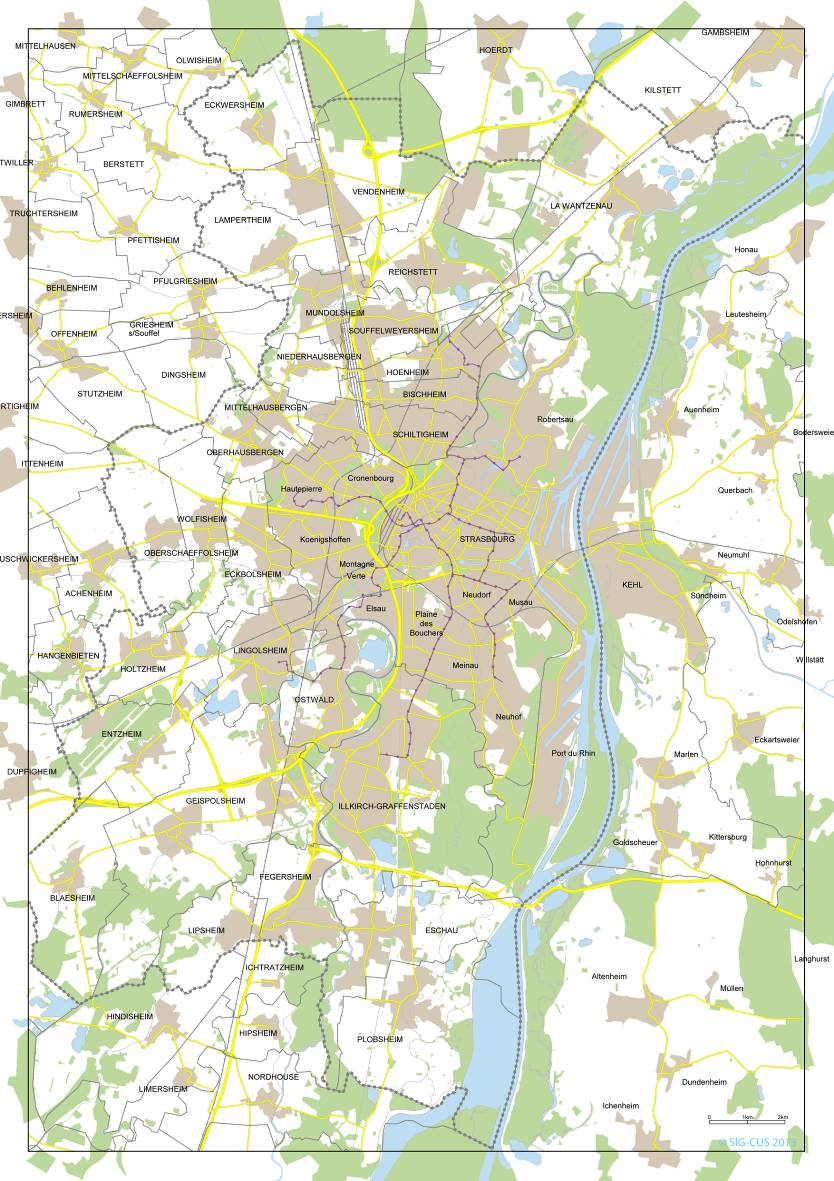 GAMBSHEIM
MITTELHAUSEN
HOERDT
OLWISHEIM
MITTELSCHAEFFOLSHEIM
KILSTETT
GIMBRETT
ECKWERSHEIM
RUMERSHEIM
TWILLER
BERSTETT
VENDENHEIM
LA WANTZENAU
TRUCHTERSHEIM
LAMPERTHEIM
PFETTISHEIM
Honau
REICHSTETT
PFULGRIESHEIM
BEHLENHEIM
ERSHEIM
MUNDOLSHEIM
Leutesheim
GRIESHEIM
s/Souffel
OFFENHEIM
SOUFFELWEYERSHEIM
NIEDERHAUSBERGEN
DINGSHEIM
HOENHEIM
STUTZHEIM
BISCHHEIM
RTIGHEIM
MITTELHAUSBERGEN
Auenheim
Robertsau
SCHILTIGHEIM
Bodersweie
OBERHAUSBERGEN
ITTENHEIM
Cronenbourg
Hautepierre
Querbach
WOLFISHEIM
Koenigshoffen
STRASBOURG
OBERSCHAEFFOLSHEIM
USCHWICKERSHEIM
Neumuhl
Montagne
Verte
ECKBOLSHEIM
KEHL
ACHENHEIM
Neudorf
Sundheim
Musau
Elsau
Plaine
des
Bouchers
Odelshofen
LINGOLSHEIM
HANGENBIETEN
Willstätt
HOLTZHEIM
Meinau
OSTWALD
Neuhof
ENTZHEIM
Eckartsweier
Port du Rhin
Marlen
DUPPIGHEIM
GEISPOLSHEIM
ILLKIRCH-GRAFFENSTADEN
Kittersburg
Goldscheuer
Hohnhurst
FEGERSHEIM
BLAESHEIM
LIPSHEIM
ESCHAU
Langhurst
ICHTRATZHEIM
Altenheim
Müllen
HINDISHEIM
HIPSHEIM
PLOBSHEIM
NORDHOUSE
Dundenheim
LIMERSHEIM
Ichenheim
0 1km 2km
© SIG-CUS 2013